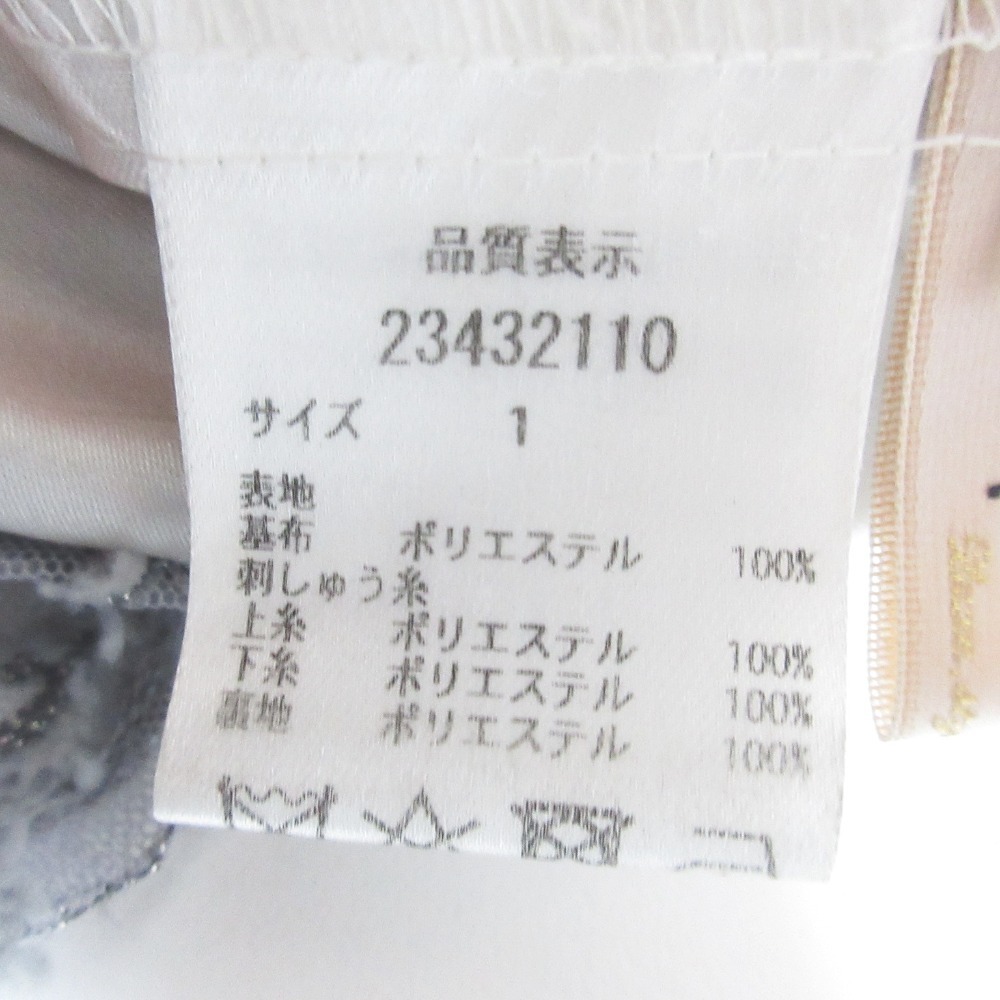 品質表示
23432110
サイズ 1
表地
基布 ポリエステル 100%
刺しゅう糸
上糸 ポリエステル 100%
下糸 ポリエステル 100%
裏地 ポリエステル 100%